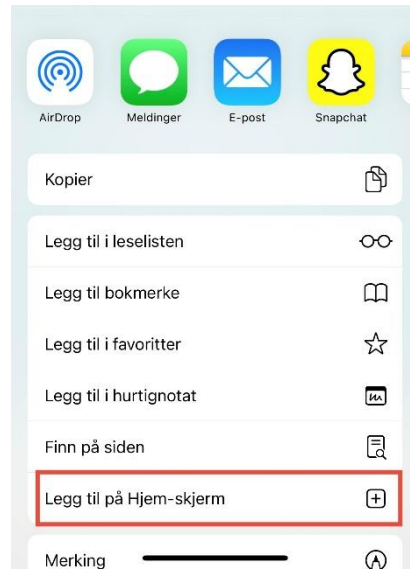 AirDrop Meldinger E-post Snapchat
Kopier
Legg til i leselisten
Legg til bokmerke
Legg til i favoritter
Legg til i hurtignotat
Finn på siden
Legg til på Hjem-skjerm
Merking